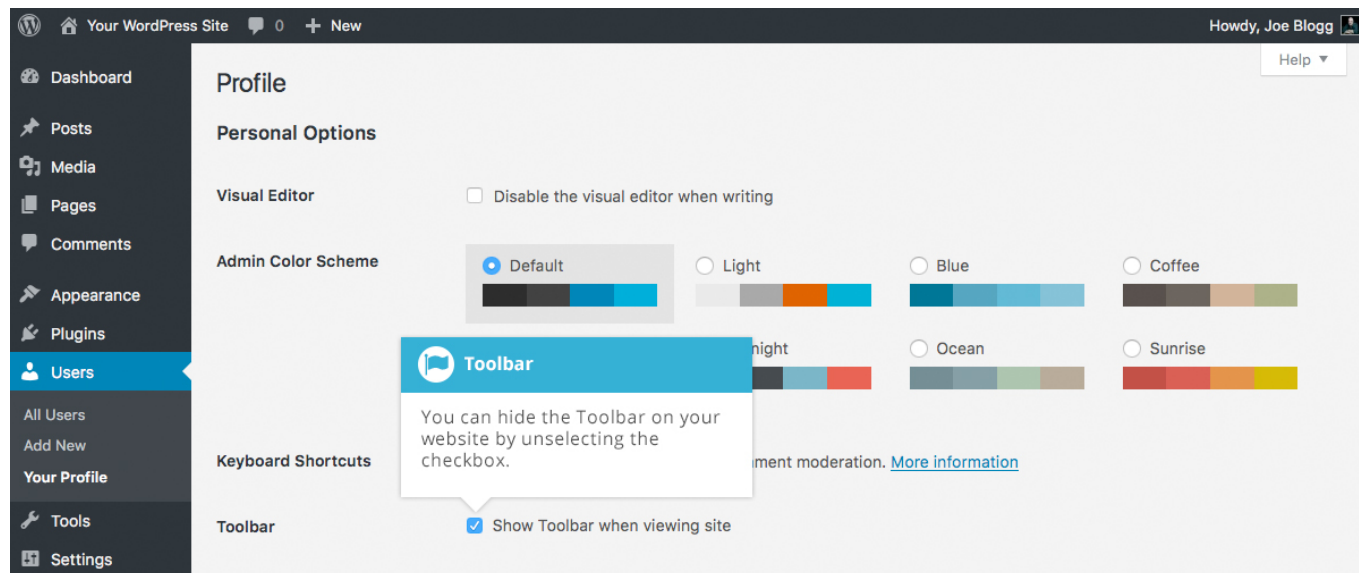 Your WordPress Site 0 + New Howdy, Joe Blogg
Help ▼
Dashboard
Posts
Media
Pages
Comments
Appearance
Plugins
Users
All Users
Add New
Your Profile
Tools
Settings
Profile
Personal Options
Visual Editor Disable the visual editor when writing
Admin Color Scheme Default Light Blue Coffee
Ocean Sunrise
Toolbar
You can hide the Toolbar on your
website by unselecting the
checkbox.
Keyboard Shortcuts moderation. More information
Toolbar Show Toolbar when viewing site